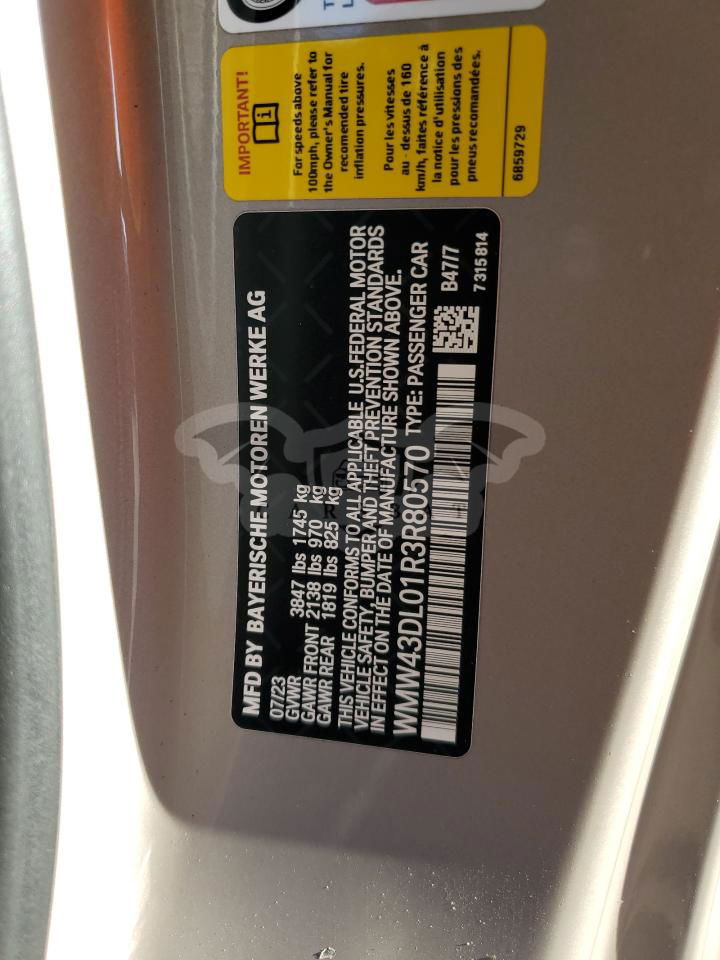 IMPORTANT!
For speeds above
100mph, please refer to
the Owner's Manual for
recomended tire
inflation pressures.
Pour les vitesses
au - dessus de 160
km/h, faites référence à
la notice d'utilisation
pour les pressions des
pneus recomandées.
6859729
MFD BY BAYERISCHE MOTOREN WERKE AG
07/23
GVWR 3847 lbs 1745 kg
GAWR FRONT 2138 lbs 970 kg
GAWR REAR 1819 lbs 825 kg
THIS VEHICLE CONFORMS TO ALL APPLICABLE U.S. FEDERAL MOTOR
VEHICLE SAFETY, BUMPER AND THEFT PREVENTION STANDARDS
IN EFFECT ON THE DATE OF MANUFACTURE SHOWN ABOVE.
WMW43DL01R3R80570 TYPE: PASSENGER CAR
B47/7
7 315 814